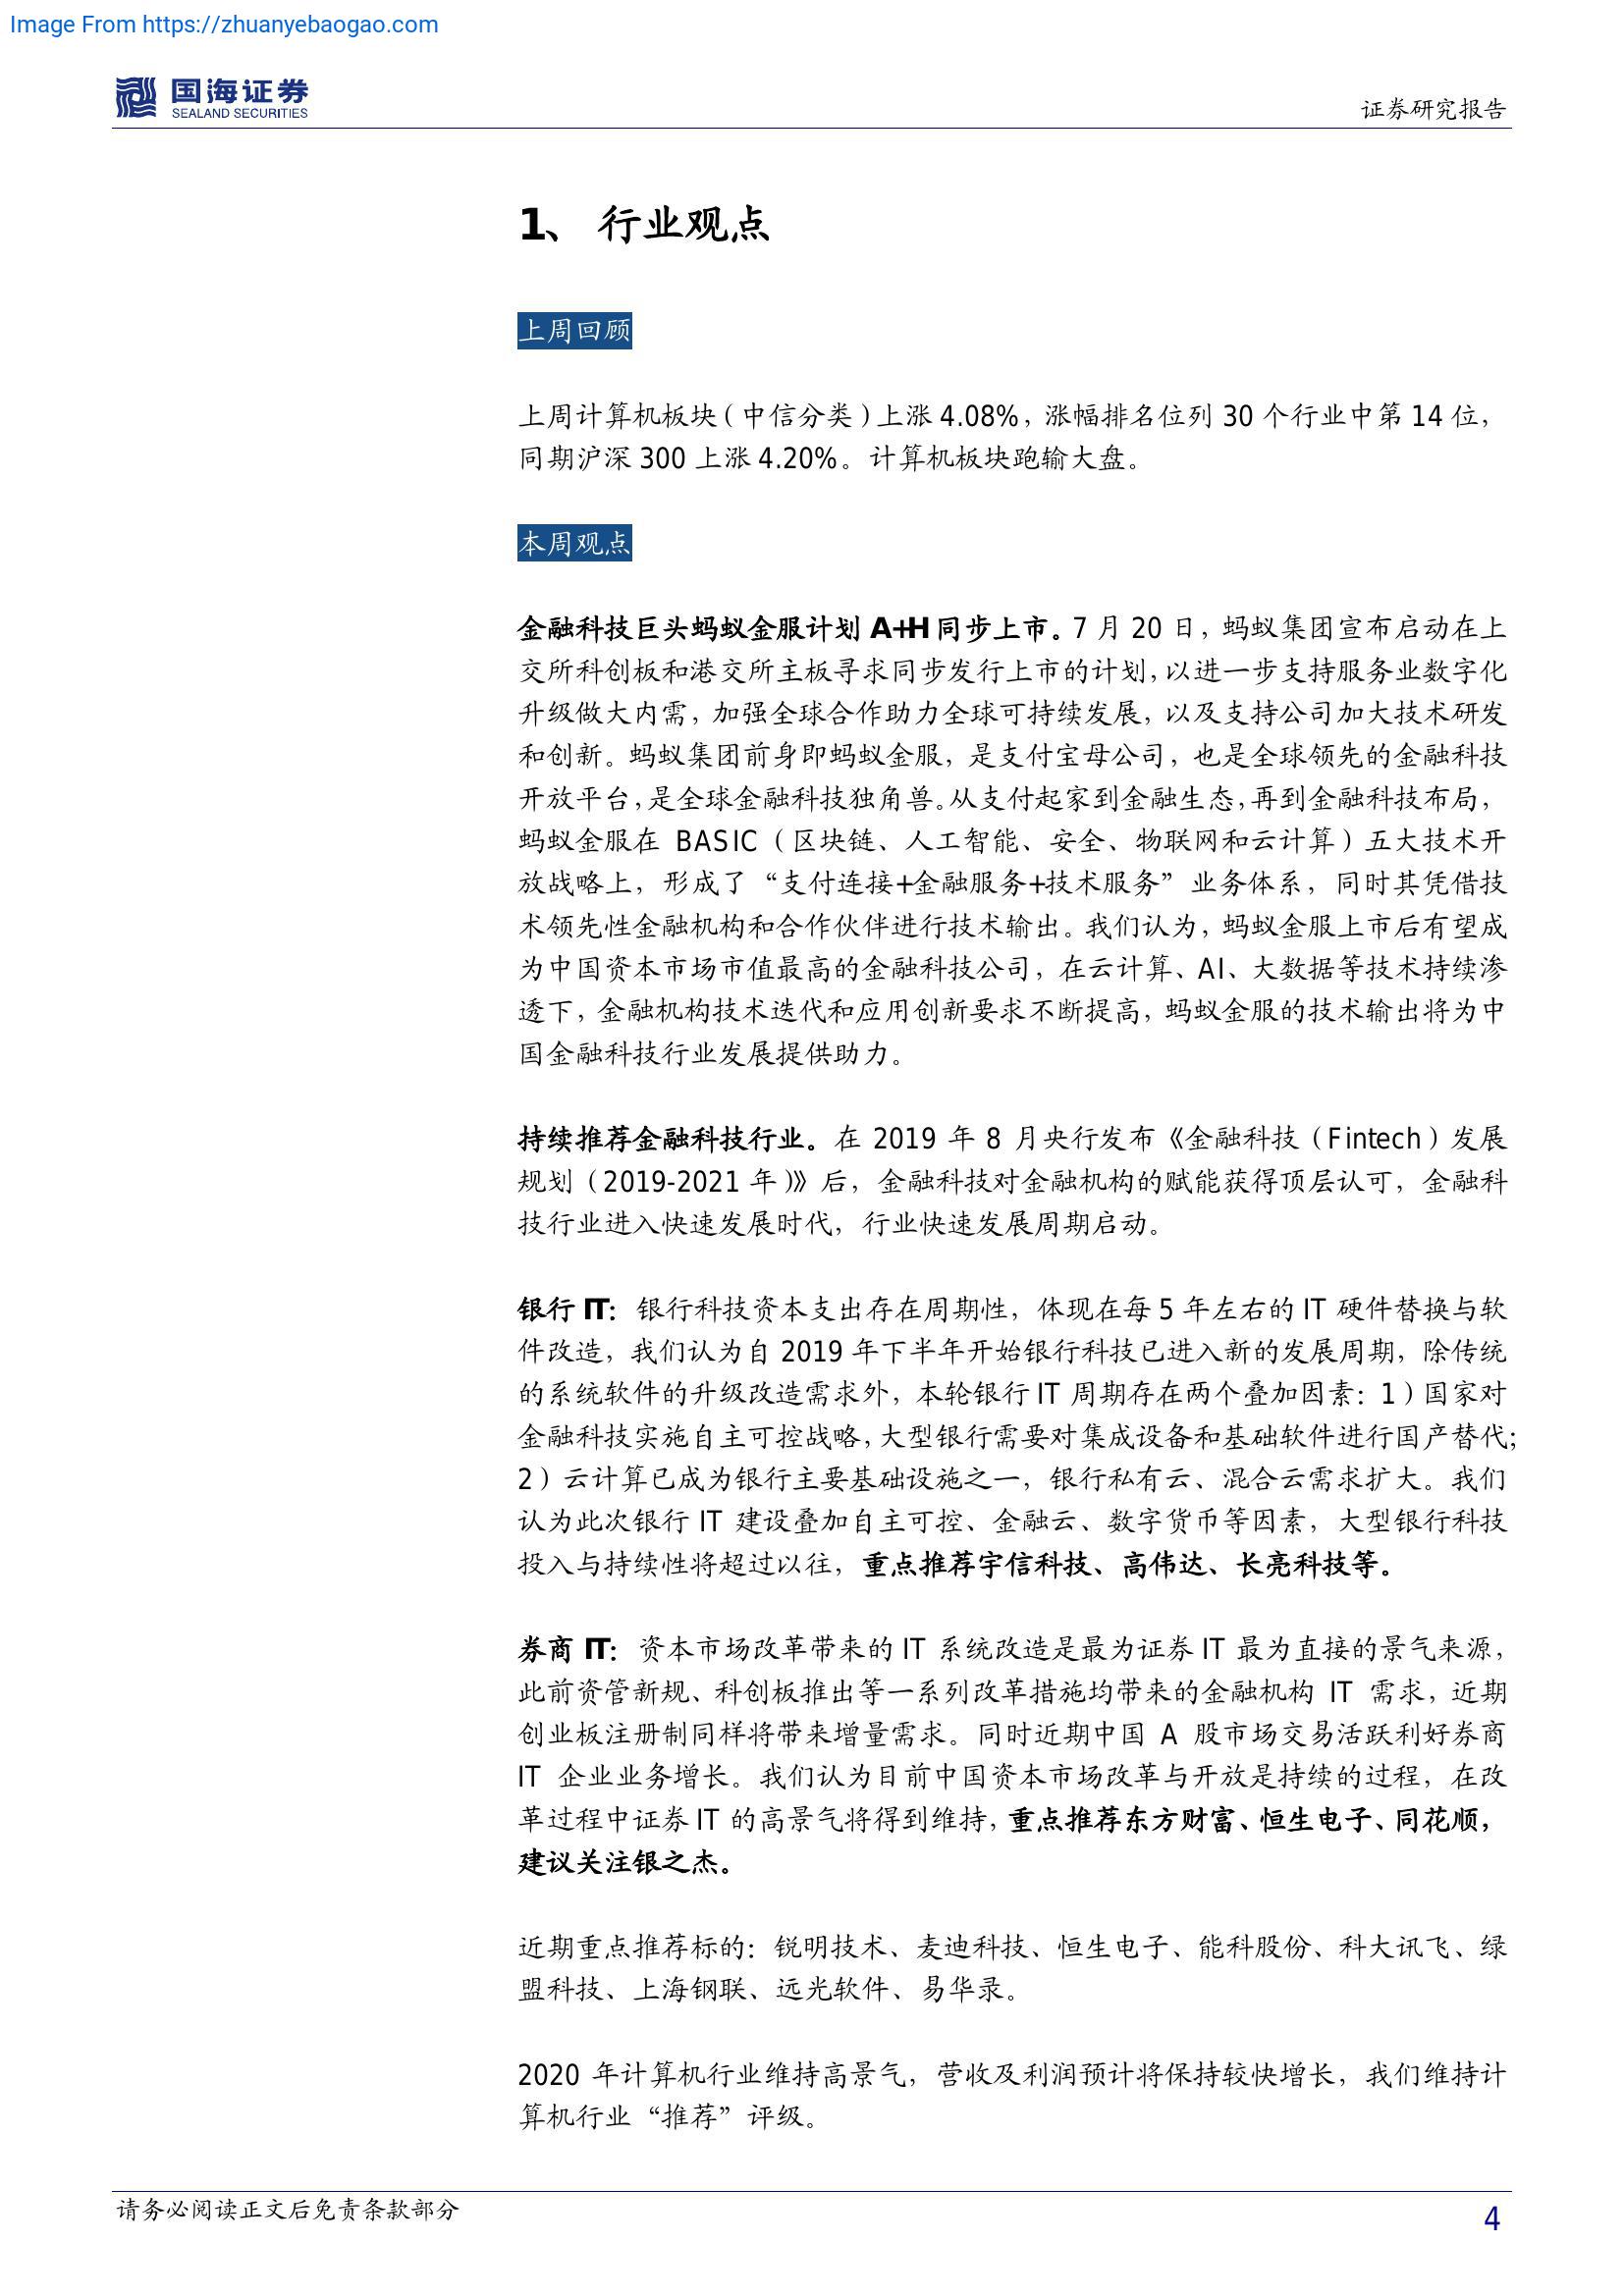 Image From https://zhuanyebaogao.com
国海证券
SEALAND SECURITIES
证券研究报告
1、 行业观点
上周回顾
上周计算机板块（中信分类）上涨 4.08%，涨幅排名位列 30 个行业中第 14 位，
同期沪深 300 上涨 4.20%。计算机板块跑输大盘。
本周观点
金融科技巨头蚂蚁金服计划 A+H 同步上市。7 月 20 日，蚂蚁集团宣布启动在上
交所科创板和港交所主板寻求同步发行上市的计划，以进一步支持服务业数字化
升级做大内需，加强全球合作助力全球可持续发展，以及支持公司加大技术研发
和创新。蚂蚁集团前身即蚂蚁金服，是支付宝母公司，也是全球领先的金融科技
开放平台，是全球金融科技独角兽。从支付起家到金融生态，再到金融科技布局，
蚂蚁金服在 BASIC（区块链、人工智能、安全、物联网和云计算）五大技术开
放战略上，形成了“支付连接+金融服务+技术服务”业务体系，同时其凭借技
术领先性金融机构和合作伙伴进行技术输出。我们认为，蚂蚁金服上市后有望成
为中国资本市场市值最高的金融科技公司，在云计算、AI、大数据等技术持续渗
透下，金融机构技术迭代和应用创新要求不断提高，蚂蚁金服的技术输出将为中
国金融科技行业发展提供助力。
持续推荐金融科技行业。在 2019 年 8 月央行发布《金融科技（Fintech）发展
规划（2019-2021 年）》后，金融科技对金融机构的赋能获得顶层认可，金融科
技行业进入快速发展时代，行业快速发展周期启动。
银行 IT：银行科技资本支出存在周期性，体现在每 5 年左右的 IT 硬件替换与软
件改造，我们认为自 2019 年下半年开始银行科技已进入新的发展周期，除传统
的系统软件的升级改造需求外，本轮银行 IT 周期存在两个叠加因素：1）国家对
金融科技实施自主可控战略，大型银行需要对集成设备和基础软件进行国产替代；
2）云计算已成为银行主要基础设施之一，银行私有云、混合云需求扩大。我们
认为此次银行 IT 建设叠加自主可控、金融云、数字货币等因素，大型银行科技
投入与持续性将超过以往，重点推荐宇信科技、高伟达、长亮科技等。
券商 IT：资本市场改革带来的 IT 系统改造是最为证券 IT 最为直接的景气来源，
此前资管新规、科创板推出等一系列改革措施均带来的金融机构 IT 需求，近期
创业板注册制同样将带来增量需求。同时近期中国 A 股市场交易活跃利好券商
IT 企业业务增长。我们认为目前中国资本市场改革与开放是持续的过程，在改
革过程中证券 IT 的高景气将得到维持，重点推荐东方财富、恒生电子、同花顺，
建议关注银之杰。
近期重点推荐标的：锐明技术、麦迪科技、恒生电子、能科股份、科大讯飞、绿
盟科技、上海钢联、远光软件、易华录。
2020 年计算机行业维持高景气，营收及利润预计将保持较快增长，我们维持计
算机行业“推荐”评级。
请务必阅读正文后免责条款部分
4